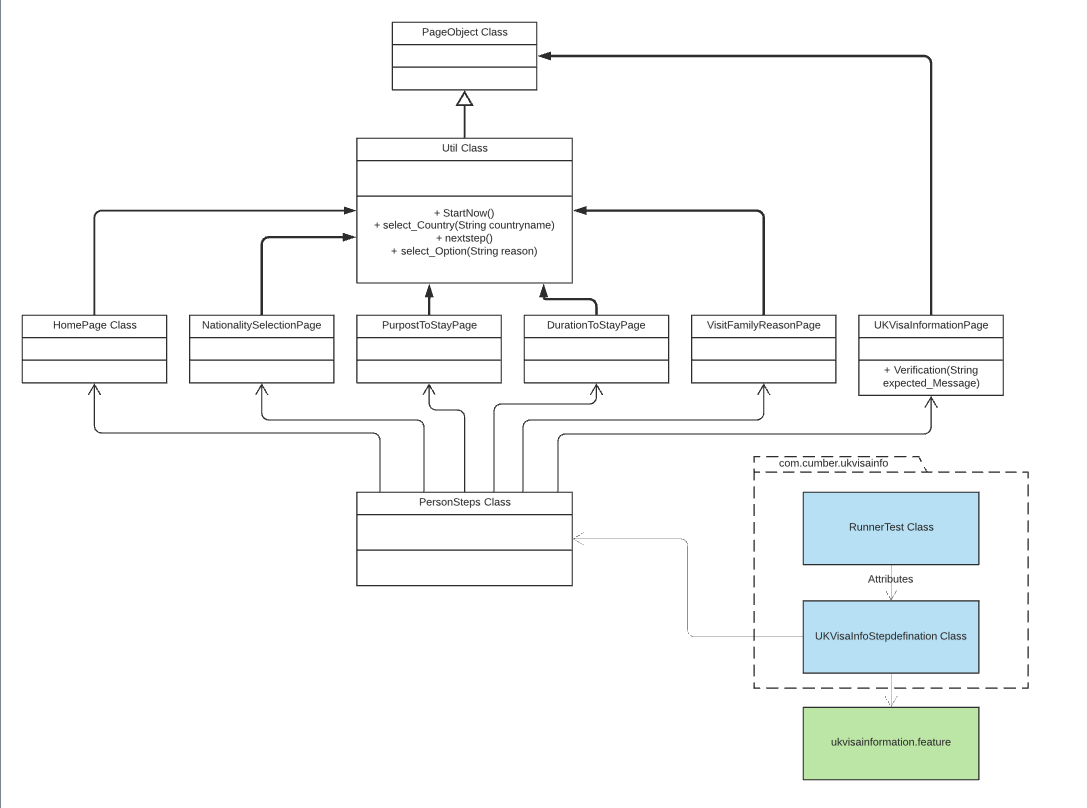 PageObject Class
Util Class
+ StartNow()
+ select_Country(String countryname)
+ nextstep()
+ select_Option(String reason)
HomePage Class
NationalitySelectionPage
PurpostToStayPage
DurationToStayPage
VisitFamilyReasonPage
UKVisaInformationPage
+ Verification(String
expected_Message)
com.cumber.ukvisainfo
PersonSteps Class
RunnerTest Class
Attributes
UKVisaInfoStepdefination Class
ukvisainformation.feature